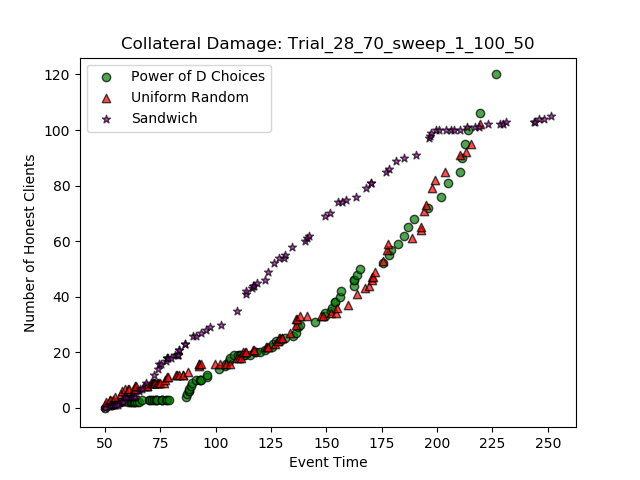 Collateral Damage: Trial_28_70_sweep_1_100_50
Power of D Choices
Uniform Random
Sandwich
Number of Honest Clients
120
100
80
60
40
20
0
50
75
100
125
150
175
200
225
250
Event Time